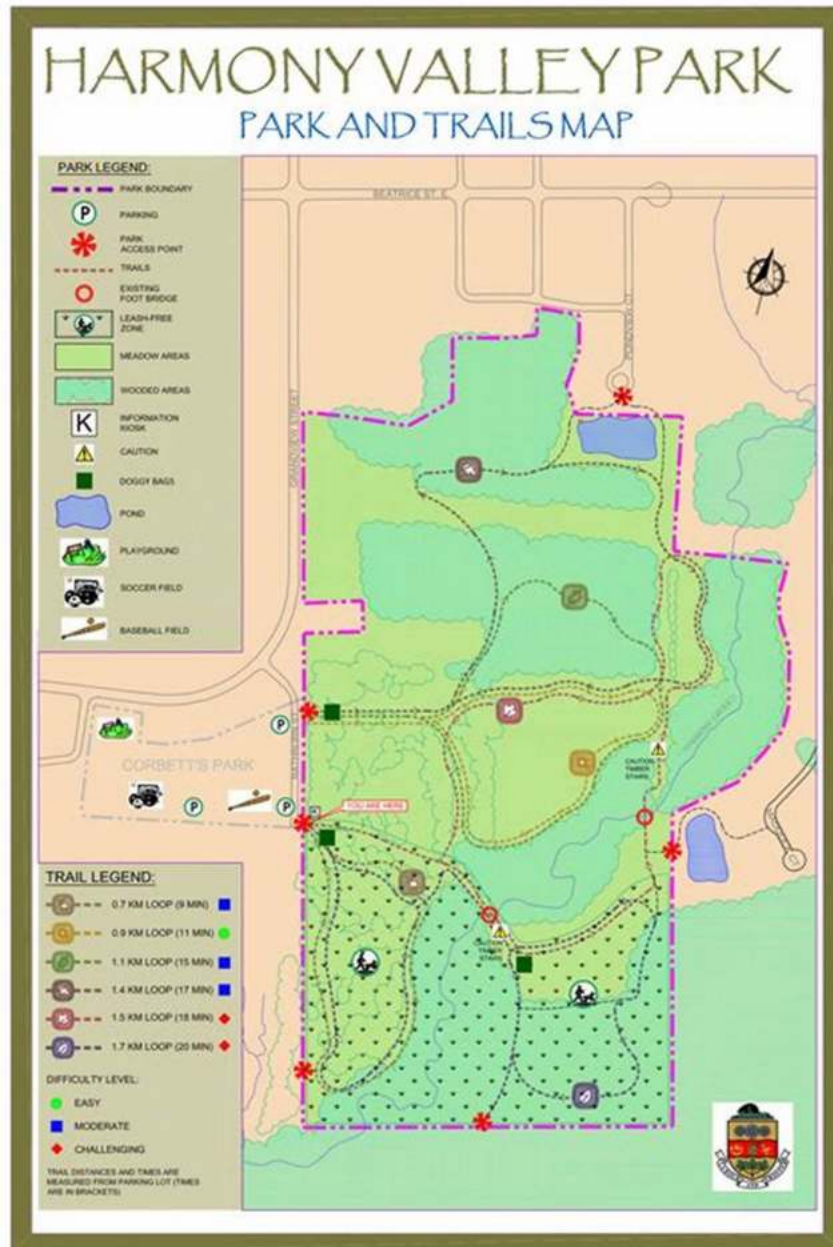 HARMONY VALLEY PARK
PARK AND TRAILS MAP
PARK LEGEND:
PARK BOUNDARY
P
PARKING
PARK
ACCESS POINT
TRAILS
EXISTING
FOOT BRIDGE
LEASH-FREE
ZONE
MEADOW AREAS
WOODED AREAS
K
INFORMATION
KIOSK
CAUTION
DOGGY BAGS
POND
PLAYGROUND
SOCCER FIELD
BASEBALL FIELD
BEATRICE ST. E.
PONDVIEW CT.
GRANDVIEW STREET
P
CORBETT'S PARK
P
P
K
YOU ARE HERE
CAUTION
TIMBER
STAIRS
CAUTION
TIMBER
STAIRS
TRAIL LEGEND:
0.7 KM LOOP (9 MIN)
0.9 KM LOOP (11 MIN)
1.1 KM LOOP (15 MIN)
1.4 KM LOOP (17 MIN)
1.5 KM LOOP (18 MIN)
1.7 KM LOOP (20 MIN)
DIFFICULTY LEVEL:
EASY
MODERATE
CHALLENGING
TRAIL DISTANCES AND TIMES ARE
MEASURED FROM PARKING LOT (TIMES
ARE IN BRACKETS)